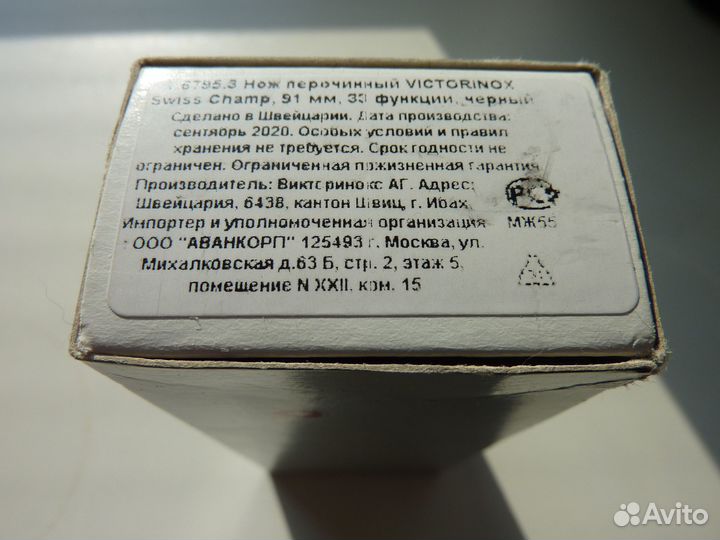 1.6795.3 Нож перочинный VICTORINOX
Swiss Champ, 91 мм, 33 функции, черный
Сделано в Швейцарии. Дата производства:
сентябрь 2020. Особых условий и правил
хранения не требуется. Срок годности не
ограничен. Ограниченная пожизненная гарантия
Производитель: Викторинокс АГ. Адрес:
Швейцария, 6438, кантон Швиц, г. Ибах
Импортер и уполномоченная организация
МЖ55
: ООО "АВАНКОРП" 125493 г. Москва, ул.
Михалковская д.63 Б, стр. 2, этаж 5,
помещение N XXII, ком. 15
Avito